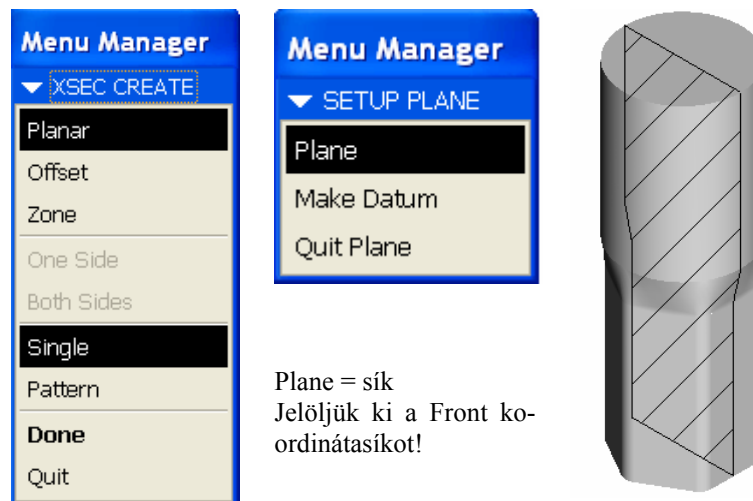 Menu Manager
XSEC CREATE
Planar
Offset
Zone
One Side
Both Sides
Single
Pattern
Done
Quit
Menu Manager
SETUP PLANE
Plane
Make Datum
Quit Plane
Plane = sík
Jelöljük ki a Front ko-
ordinátasíkot!